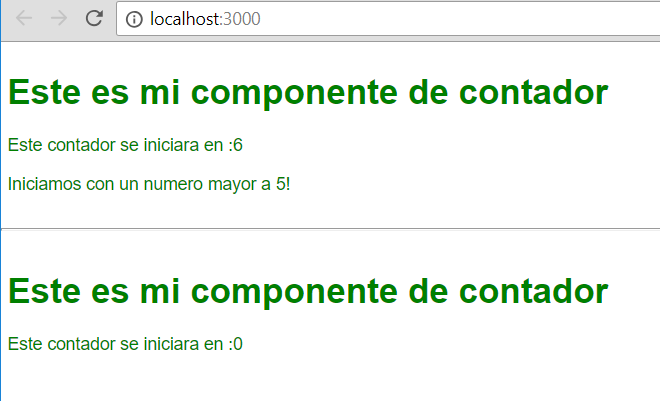 localhost:3000
Este es mi componente de contador
Este contador se iniciara en :6
Iniciamos con un numero mayor a 5!
Este es mi componente de contador
Este contador se iniciara en :0